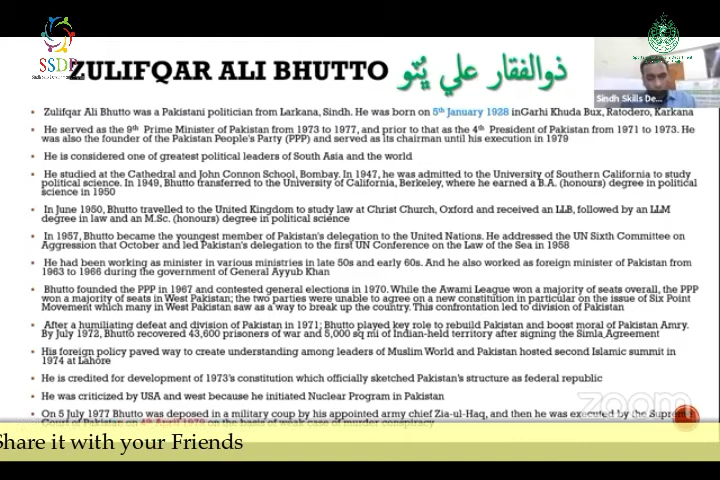 SSDP
ZULIFQAR ALI BHUTTO ذوالفقار علي ڀُٽو
Sindh Skills De...
Zulifqar Ali Bhutto was a Pakistani politician from Larkana, Sindh. He was born on 5th January 1928 inGarhi Khuda Bux, Ratodero, Karkana
He served as the 9th Prime Minister of Pakistan from 1973 to 1977, and prior to that as the 4th President of Pakistan from 1971 to 1973. He
was also the founder of the Pakistan People's Party (PPP) and served as its chairman until his execution in 1979
He is considered one of greatest political leaders of South Asia and the world
He studied at the Cathedral and John Connon School, Bombay. In 1947, he was admitted to the University of Southern California to study
political science. In 1949, Bhutto transferred to the University of California, Berkeley, where he earned a B.A. (honours) degree in political
science in 1950
In June 1950, Bhutto travelled to the United Kingdom to study law at Christ Church, Oxford and received an LLB, followed by an LLM
degree in law and an M.Sc. (honours) degree in political science
In 1957, Bhutto became the youngest member of Pakistan's delegation to the United Nations. He addressed the UN Sixth Committee on
Aggression that October and led Pakistan's delegation to the first UN Conference on the Law of the Sea in 1958
He had been working as minister in various ministries in late 50s and early 60s. And he also worked as foreign minister of Pakistan from
1963 to 1966 during the government of General Ayyub Khan
Bhutto founded the PPP in 1967 and contested general elections in 1970. While the Awami League won a majority of seats overall, the PPP
won a majority of seats in West Pakistan; the two parties were unable to agree on a new constitution in particular on the issue of Six Point
Movement which many in West Pakistan saw as a way to break up the country. This confrontation led to division of Pakistan
After a humiliating defeat and division of Pakistan in 1971; Bhutto played key role to rebuild Pakistan and boost moral of Pakistan Amry.
By July 1972, Bhutto recovered 43,600 prisoners of war and 5,000 sq mi of Indian-held territory after signing the Simla Agreement
His foreign policy paved way to create understanding among leaders of Muslim World and Pakistan hosted second Islamic summit in
1974 at Lahore
He is credited for development of 1973's constitution which officially sketched Pakistan's structure as federal republic
He was criticized by USA and west because he initiated Nuclear Program in Pakistan
On 5 July 1977 Bhutto was deposed in a military coup by his appointed army chief Zia-ul-Haq, and then he was executed by the Supreme
Court of Pakistan on 4th April 1979 on the basis of weak case of murder conspiracy
zoom
Share it with your Friends